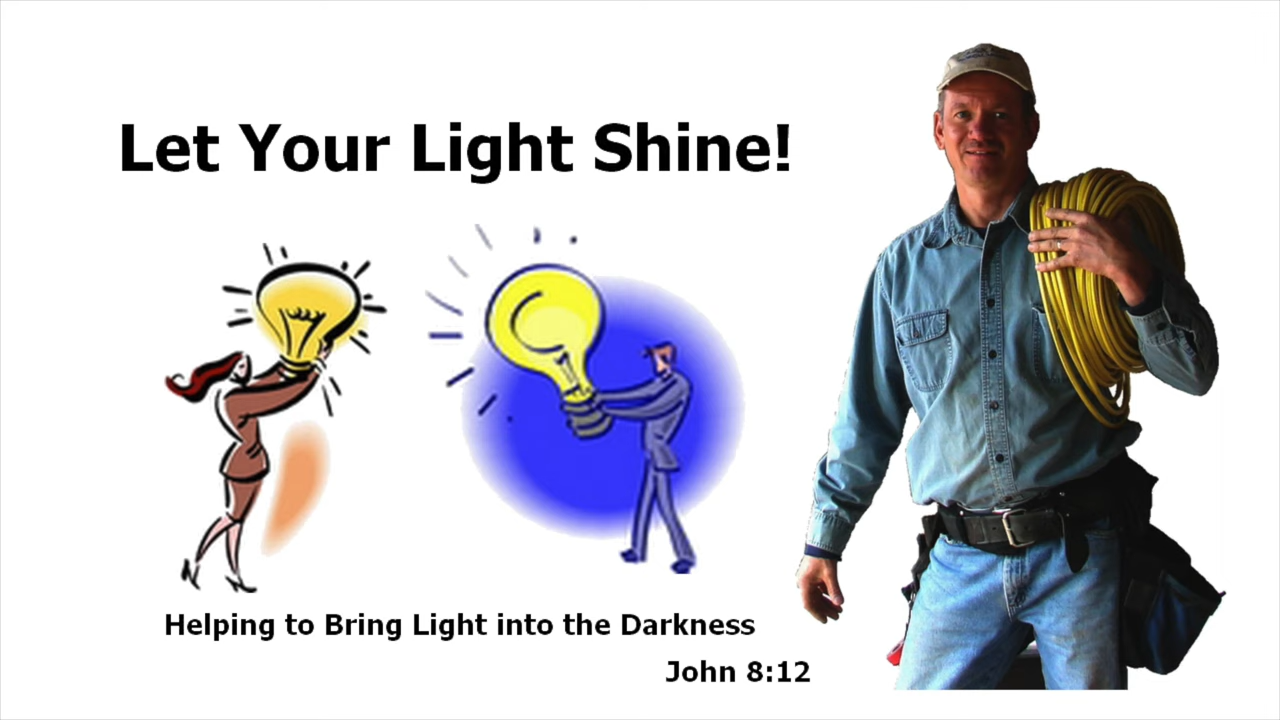 Let Your Light Shine!
Helping to Bring Light into the Darkness
John 8:12